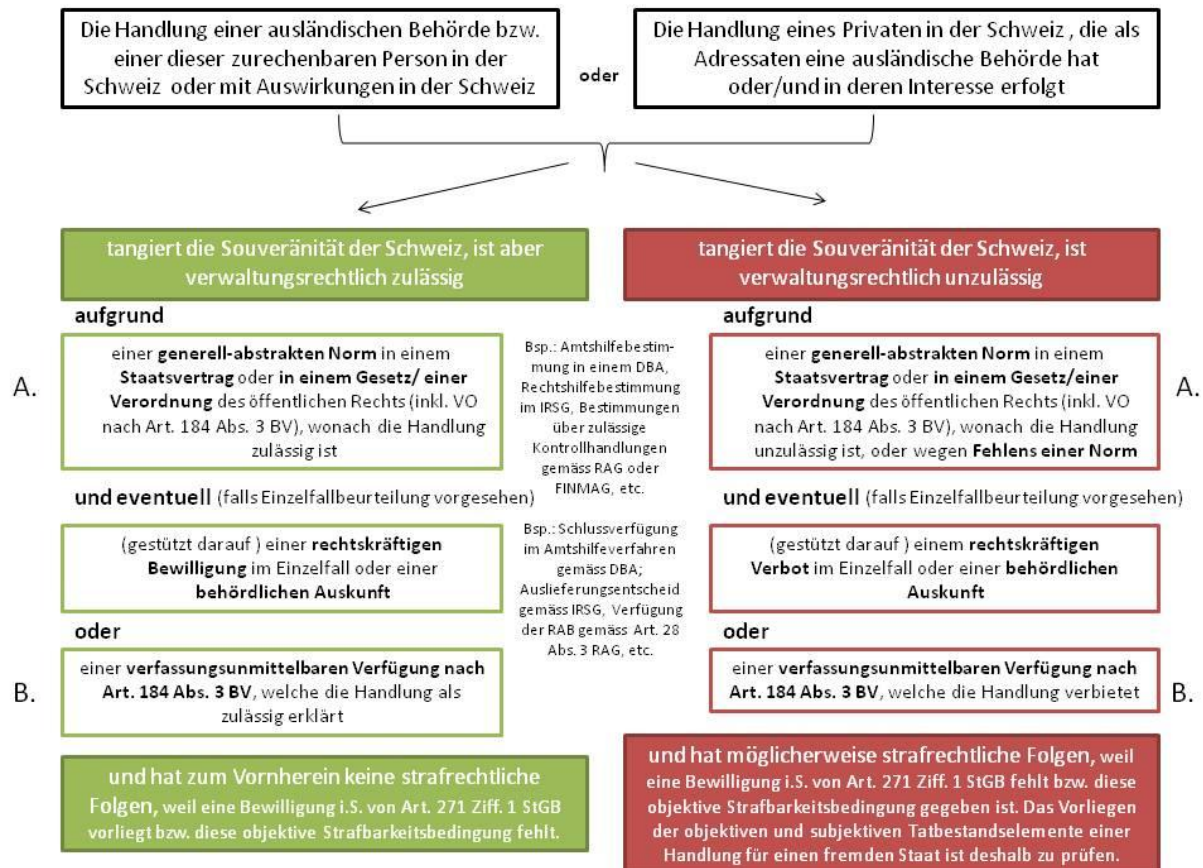 Die Handlung einer ausländischen Behörde bzw.
einer dieser zurechenbaren Person in der
Schweiz oder mit Auswirkungen in der Schweiz
oder
Die Handlung eines Privaten in der Schweiz , die als
Adressaten eine ausländische Behörde hat
oder/und in deren Interesse erfolgt
tangiert die Souveränität der Schweiz, ist aber
verwaltungsrechtlich zulässig
aufgrund
A.
einer generell-abstrakten Norm in einem
Staatsvertrag oder in einem Gesetz/ einer
Verordnung des öffentlichen Rechts (inkl. VO
nach Art. 184 Abs. 3 BV), wonach die Handlung
zulässig ist
und eventuell (falls Einzelfallbeurteilung vorgesehen)
(gestützt darauf ) einer rechtskräftigen
Bewilligung im Einzelfall oder einer
behördlichen Auskunft
oder
B.
einer verfassungsunmittelbaren Verfügung nach
Art. 184 Abs. 3 BV, welche die Handlung als
zulässig erklärt
und hat zum Vornherein keine strafrechtliche
Folgen, weil eine Bewilligung i.S. von Art. 271 Ziff. 1 StGB
vorliegt bzw. diese objektive Strafbarkeitsbedingung fehlt.
Bsp.: Amtshilfebestim-
mung in einem DBA,
Rechtshilfebestimmung
im IRSG, Bestimmungen
über zulässige
Kontrollhandlungen
gemäss RAG oder
FINMAG, etc.
Bsp.: Schlussverfügung
im Amtshilfeverfahren
gemäss DBA;
Auslieferungsentscheid
gemäss IRSG, Verfügung
der RAB gemäss Art. 28
Abs. 3 RAG, etc.
tangiert die Souveränität der Schweiz, ist
verwaltungsrechtlich unzulässig
aufgrund
einer generell-abstrakten Norm in einem
Staatsvertrag oder in einem Gesetz/einer
Verordnung des öffentlichen Rechts (inkl. VO
nach Art. 184 Abs. 3 BV), wonach die Handlung
unzulässig ist, oder wegen Fehlens einer Norm
A.
und eventuell (falls Einzelfallbeurteilung vorgesehen)
(gestützt darauf ) einem rechtskräftigen
Verbot im Einzelfall oder einer behördlichen
Auskunft
oder
einer verfassungsunmittelbaren Verfügung nach
Art. 184 Abs. 3 BV, welche die Handlung verbietet
B.
und hat möglicherweise strafrechtliche Folgen, weil
eine Bewilligung i.S. von Art. 271 Ziff. 1 StGB fehlt bzw. diese
objektive Strafbarkeitsbedingung gegeben ist. Das Vorliegen
der objektiven und subjektiven Tatbestandselemente einer
Handlung für einen fremden Staat ist deshalb zu prüfen.